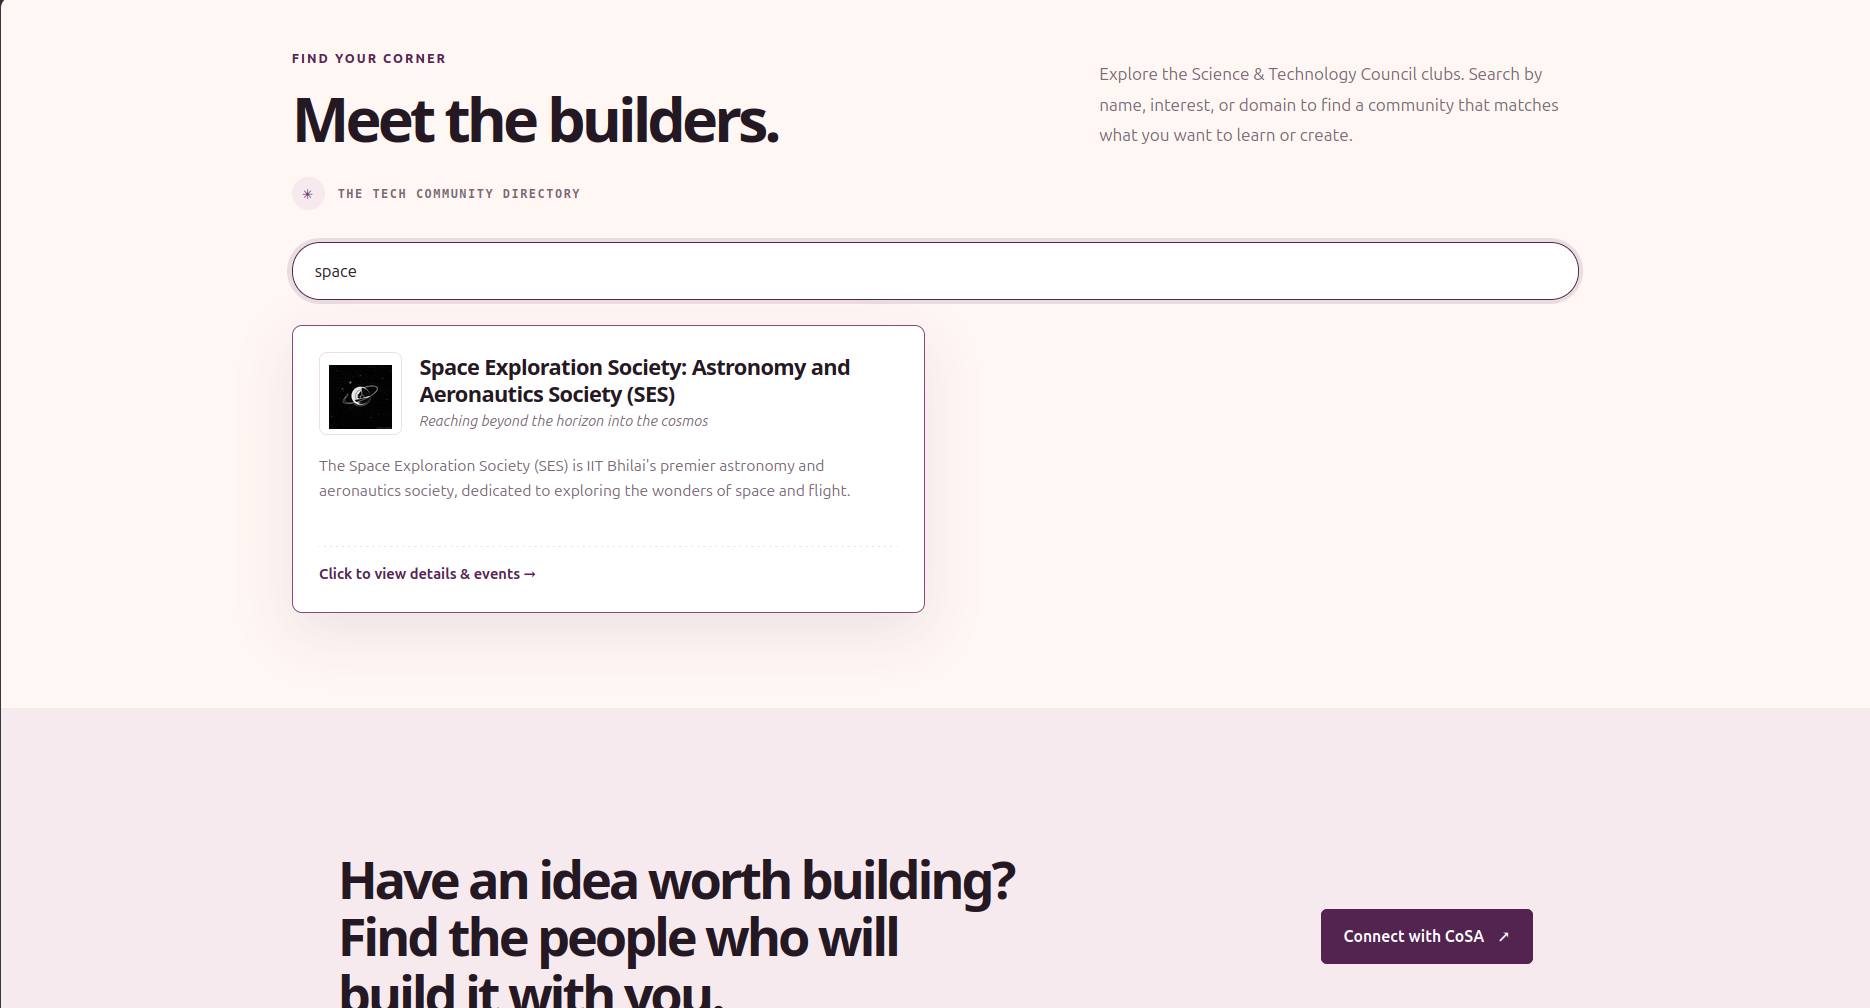 FIND YOUR CORNER
Meet the builders.
Explore the Science & Technology Council clubs. Search by
name, interest, or domain to find a community that matches
what you want to learn or create.
THE TECH COMMUNITY DIRECTORY
space
Space Exploration Society: Astronomy and
Aeronautics Society (SES)
Reaching beyond the horizon into the cosmos
The Space Exploration Society (SES) is IIT Bhilai's premier astronomy and
aeronautics society, dedicated to exploring the wonders of space and flight.
Click to view details & events →
Have an idea worth building?
Find the people who will
build it with you.
Connect with CoSA ↗